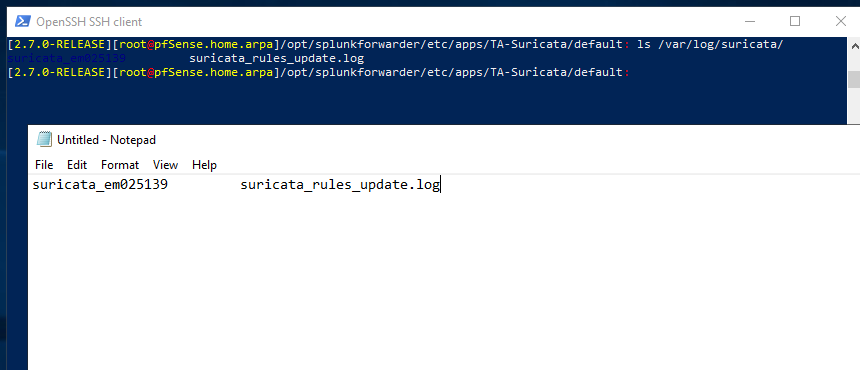 OpenSSH SSH client
[2.7.0-RELEASE][root@pfSense.home.arpa]/opt/splunkforwarder/etc/apps/TA-Suricata/default: ls /var/log/suricata/
suricata_em025139 suricata_rules_update.log
[2.7.0-RELEASE][root@pfSense.home.arpa]/opt/splunkforwarder/etc/apps/TA-Suricata/default:
Untitled - Notepad
File Edit Format View Help
suricata_em025139 suricata_rules_update.log